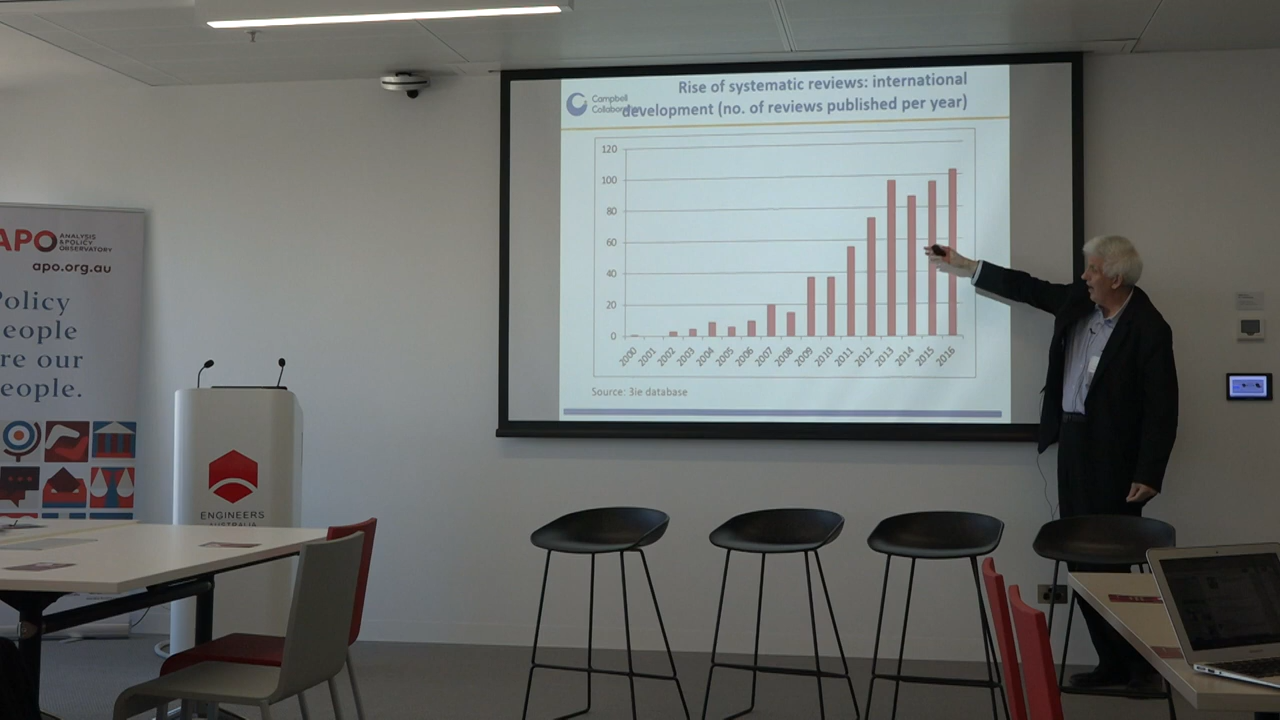 APO ANALYSIS
& POLICY
OBSERVATORY
apo.org.au
Policy
eople
re our
eople.
ENGINEERS
AUSTRALIA
Campbell
Collaboration
Rise of systematic reviews: international
development (no. of reviews published per year)
120
100
80
60
40
20
0
2000 2001 2002 2003 2004 2005 2006 2007 2008 2009 2010 2011 2012 2013 2014 2015 2016
Source: 3ie database